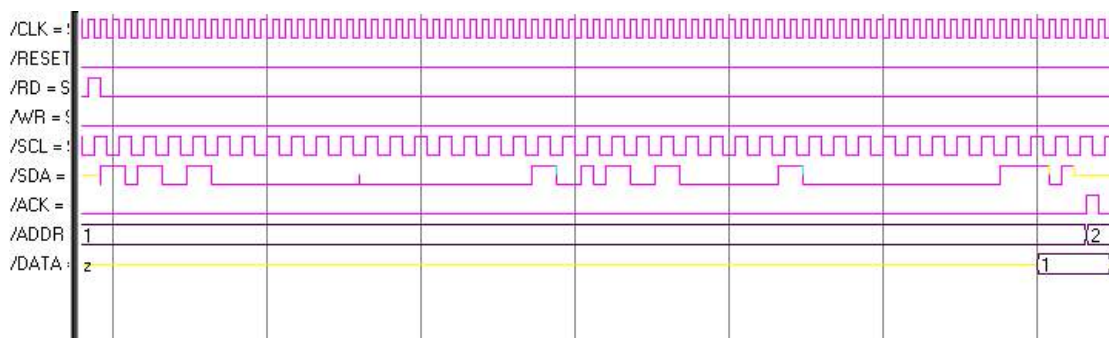 /CLK = S
/RESET
/RD = S
/WR = S
/SCL = S
/SDA =
/ACK =
/ADDR 1 2
/DATA = z 1